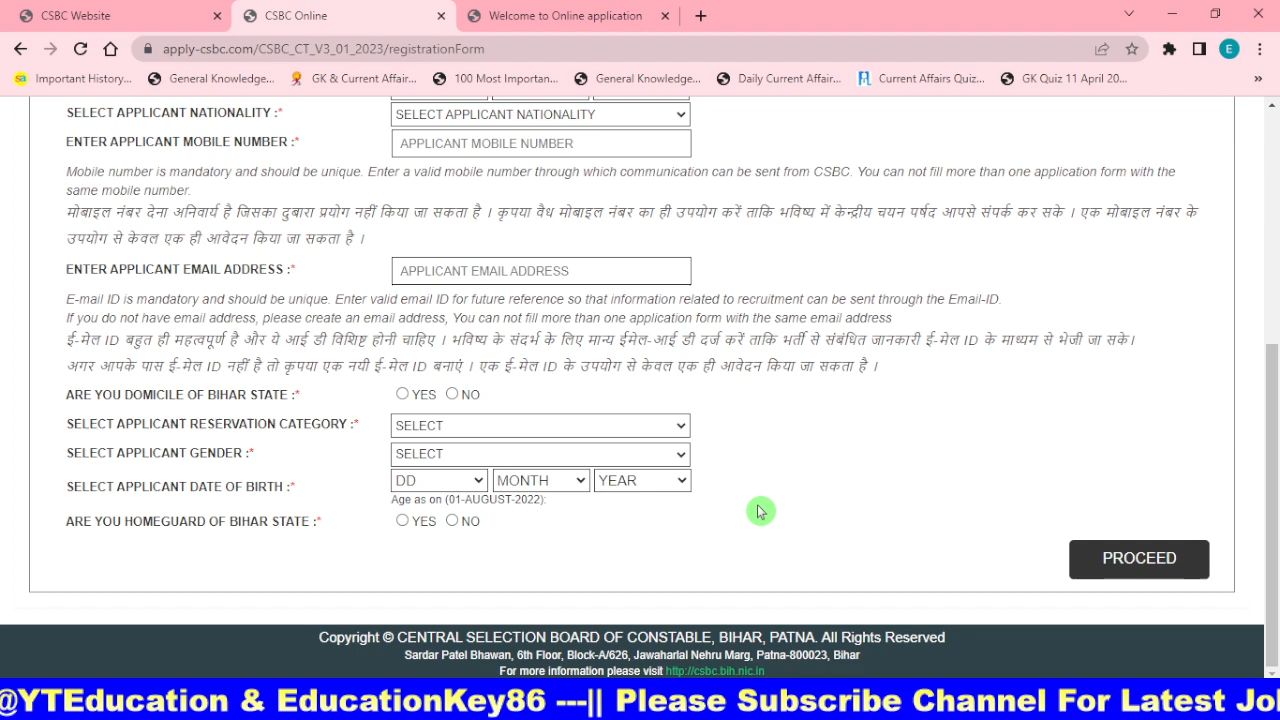 CSBC Website
CSBC Online
Welcome to Online application
apply-csbc.com/CSBC_CT_V3_01_2023/registrationForm
E
Important History...
General Knowledge...
GK & Current Affair...
100 Most Importan...
General Knowledge...
Daily Current Affair...
Current Affairs Quiz...
GK Quiz 11 April 20...
»
SELECT APPLICANT NATIONALITY :* SELECT APPLICANT NATIONALITY
ENTER APPLICANT MOBILE NUMBER :* APPLICANT MOBILE NUMBER
Mobile number is mandatory and should be unique. Enter a valid mobile number through which communication can be sent from CSBC. You can not fill more than one application form with the
same mobile number.
मोबाइल नंबर देना अनिवार्य है जिसका दुबारा प्रयोग नहीं किया जा सकता है । कृपया वैध मोबाइल नंबर का ही उपयोग करें ताकि भविष्य में केन्द्रीय चयन पर्षद आपसे संपर्क कर सके । एक मोबाइल नंबर के
उपयोग से केवल एक ही आवेदन किया जा सकता है ।
ENTER APPLICANT EMAIL ADDRESS :* APPLICANT EMAIL ADDRESS
E-mail ID is mandatory and should be unique. Enter valid email ID for future reference so that information related to recruitment can be sent through the Email-ID.
If you do not have email address, please create an email address, You can not fill more than one application form with the same email address
ई-मेल ID बहुत ही महत्वपूर्ण है और ये आई डी विशिष्ट होनी चाहिए । भविष्य के संदर्भ के लिए मान्य ईमेल-आई डी दर्ज करें ताकि भर्ती से संबंधित जानकारी ई-मेल ID के माध्यम से भेजी जा सके।
अगर आपके पास ई-मेल ID नहीं है तो कृपया एक नयी ई-मेल ID बनाएं । एक ई-मेल ID के उपयोग से केवल एक ही आवेदन किया जा सकता है ।
ARE YOU DOMICILE OF BIHAR STATE :* YES NO
SELECT APPLICANT RESERVATION CATEGORY :* SELECT
SELECT APPLICANT GENDER :* SELECT
SELECT APPLICANT DATE OF BIRTH :* DD MONTH YEAR
Age as on (01-AUGUST-2022):
ARE YOU HOMEGUARD OF BIHAR STATE :* YES NO
PROCEED
Copyright © CENTRAL SELECTION BOARD OF CONSTABLE, BIHAR, PATNA. All Rights Reserved
Sardar Patel Bhawan, 6th Floor, Block-A/626, Jawaharlal Nehru Marg, Patna-800023, Bihar
For more information please visit http://csbc.bih.nic.in
@YTEducation & EducationKey86 ---|| Please Subscribe Channel For Latest Jo